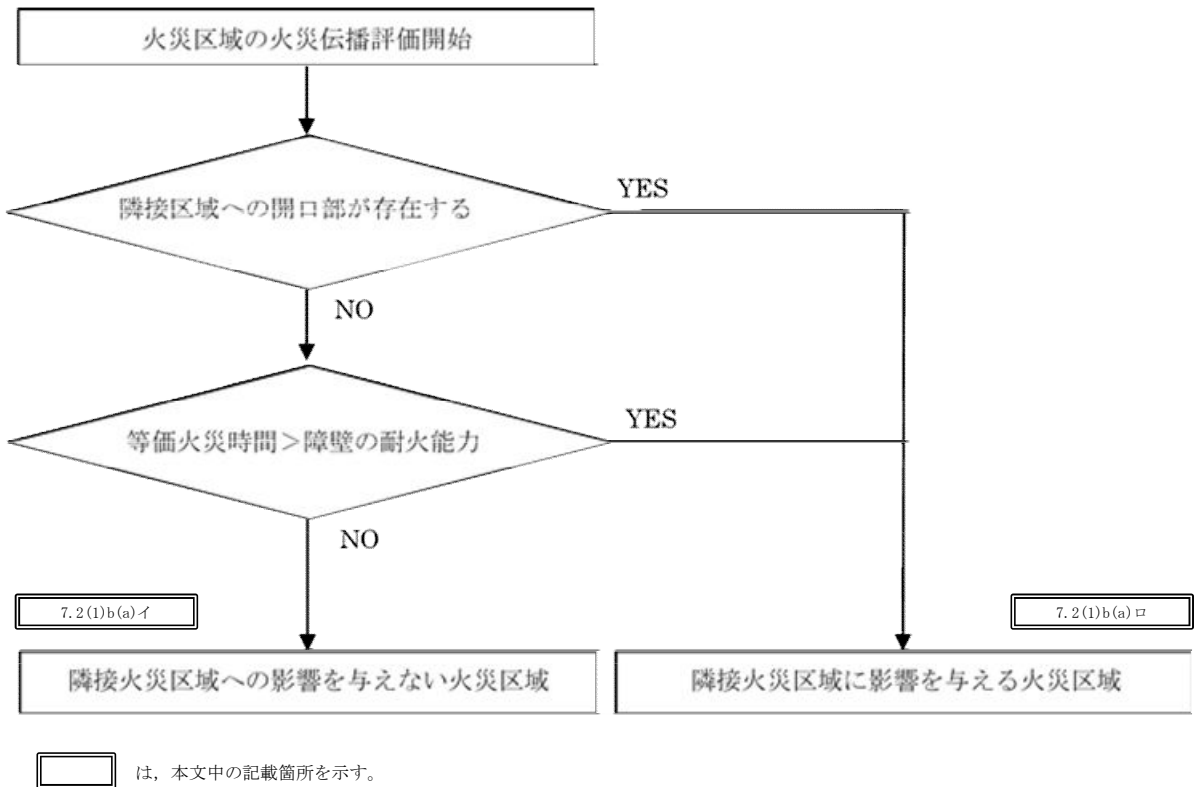 火災区域の火災伝播評価開始
隣接区域への開口部が存在する
YES
NO
等価火災時間＞障壁の耐火能力
YES
NO
7.2(1)b(a)イ
7.2(1)b(a)ロ
隣接火災区域への影響を与えない火災区域
隣接火災区域に影響を与える火災区域
は，本文中の記載箇所を示す。